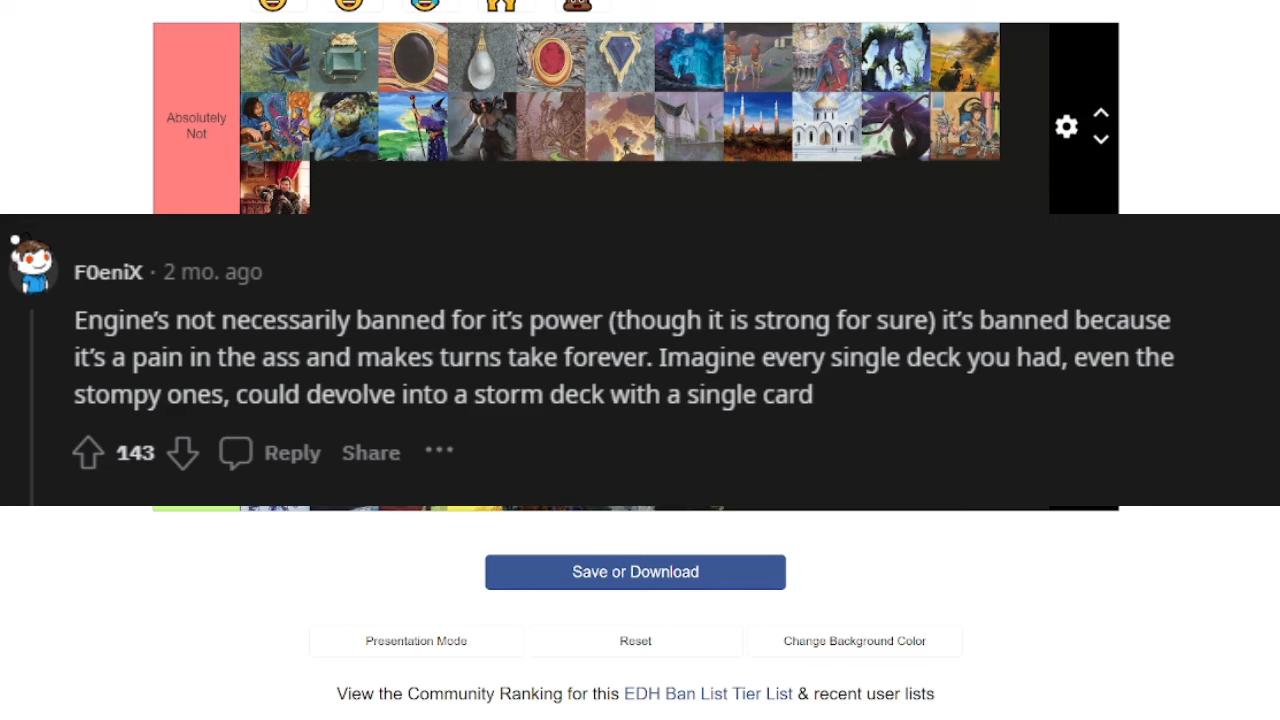 Absolutely
Not
F0eniX · 2 mo. ago
Engine's not necessarily banned for it's power (though it is strong for sure) it's banned because
it's a pain in the ass and makes turns take forever. Imagine every single deck you had, even the
stompy ones, could devolve into a storm deck with a single card
143 Reply Share ...
Save or Download
Presentation Mode Reset Change Background Color
View the Community Ranking for this EDH Ban List Tier List & recent user lists